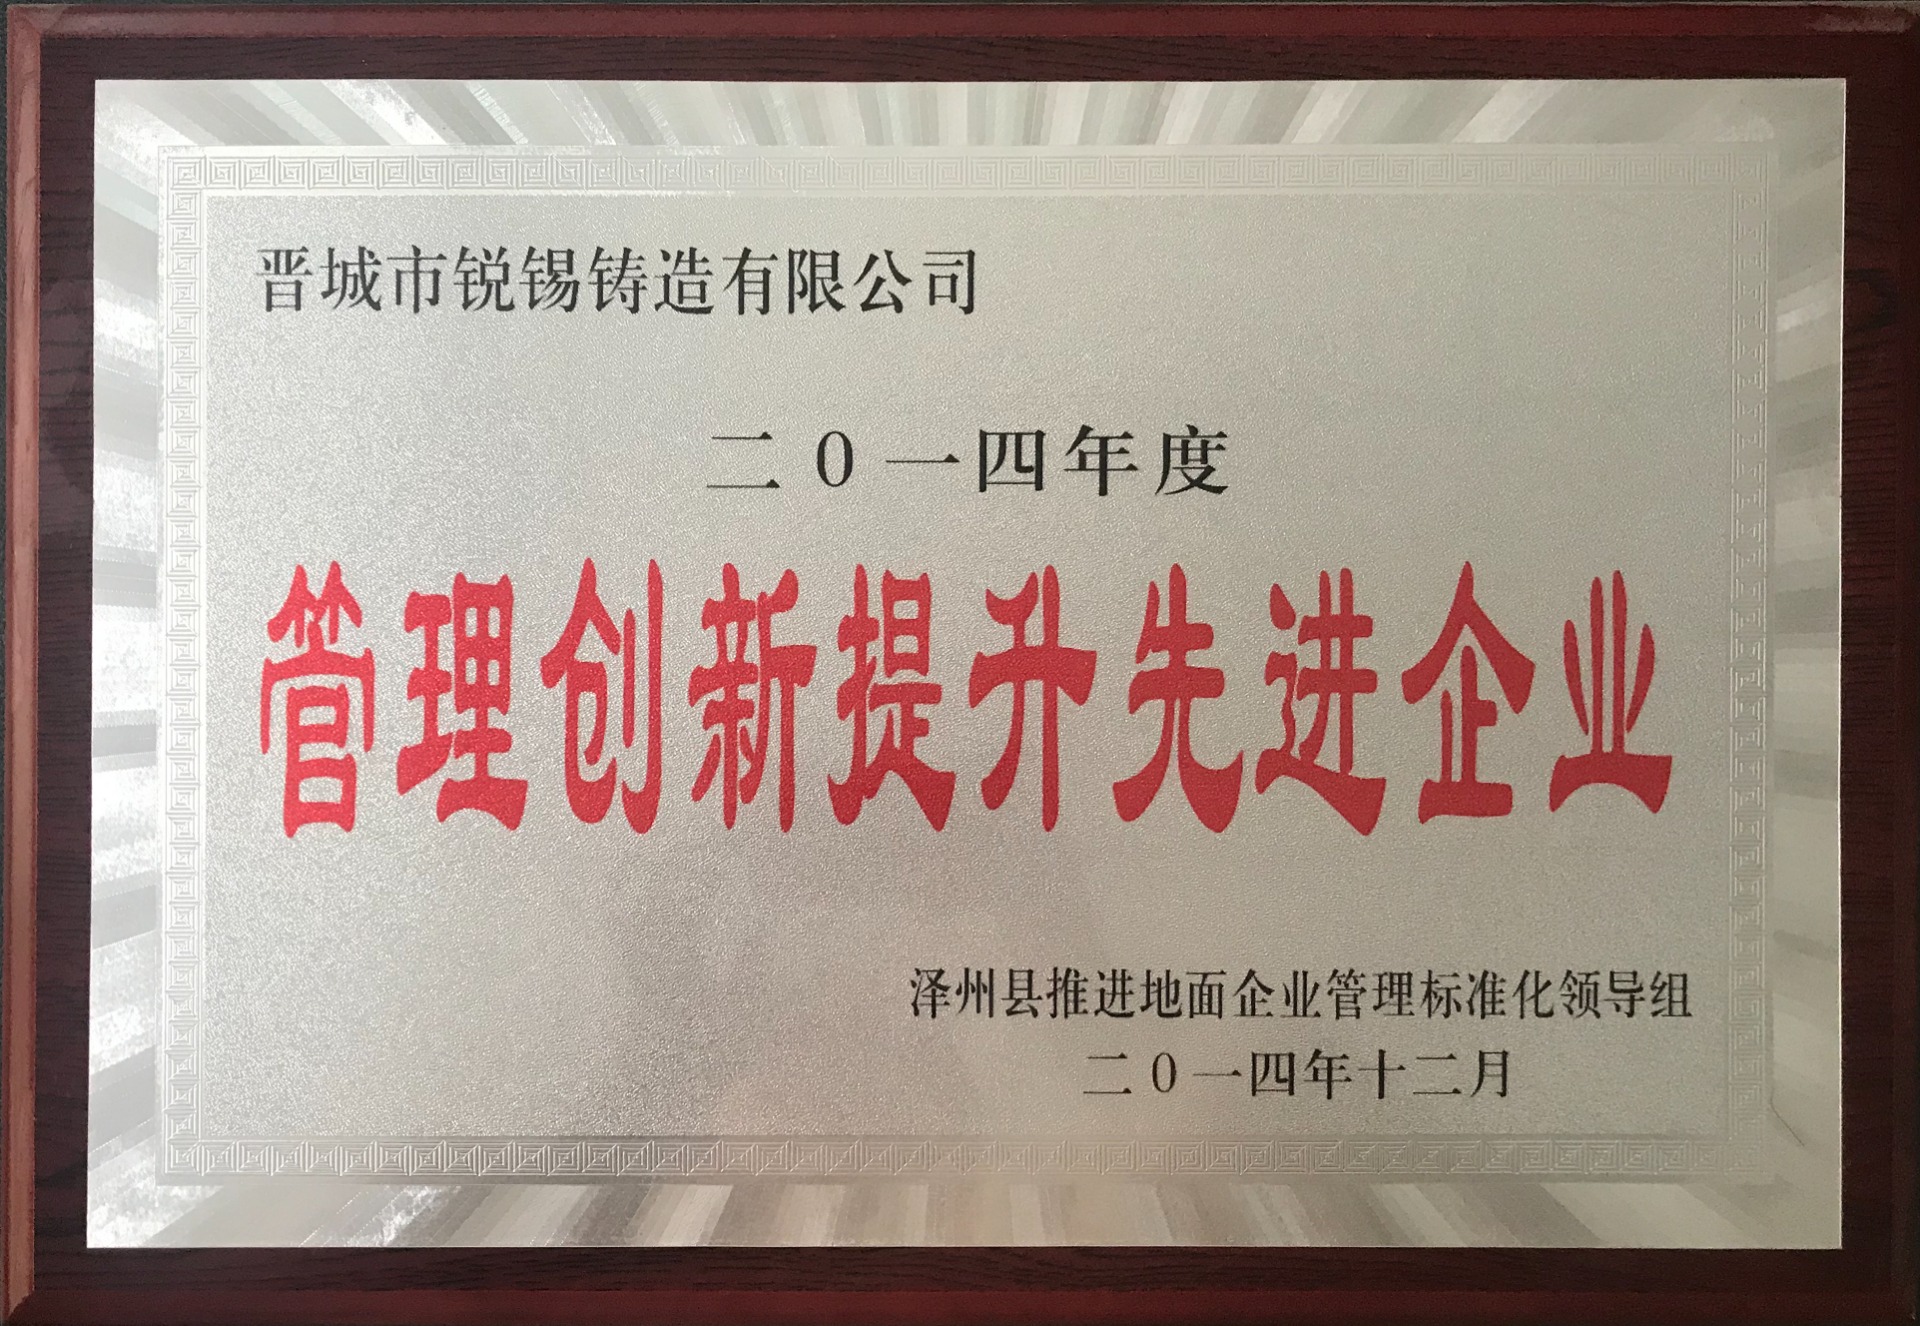 晋城市锐锡铸造有限公司
二0一四年度
管理创新提升先进企业
泽州县推进地面企业管理标准化领导组
二0一四年十二月